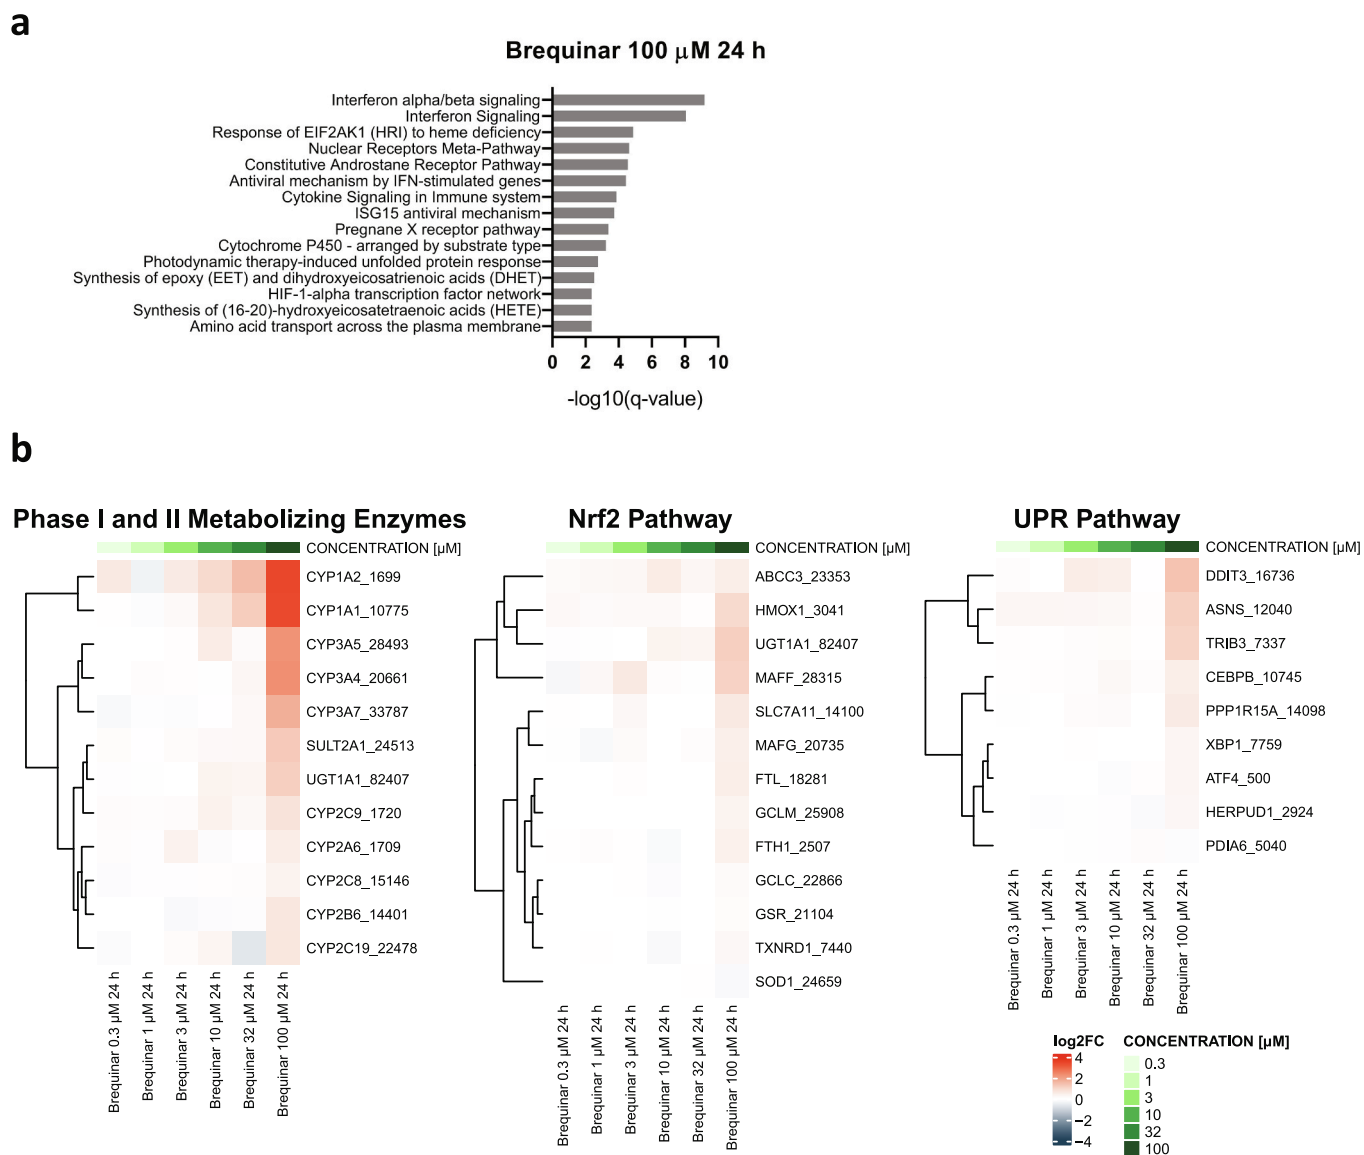 a
Brequinar 100 μM 24 h
Interferon alpha/beta signaling
Interferon Signaling
Response of EIF2AK1 (HRI) to heme deficiency
Nuclear Receptors Meta-Pathway
Constitutive Androstane Receptor Pathway
Antiviral mechanism by IFN-stimulated genes
Cytokine Signaling in Immune system
ISG15 antiviral mechanism
Pregnane X receptor pathway
Cytochrome P450 - arranged by substrate type
Photodynamic therapy-induced unfolded protein response
Synthesis of epoxy (EET) and dihydroxyeicosatrienoic acids (DHET)
HIF-1-alpha transcription factor network
Synthesis of (16-20)-hydroxyeicosatetraenoic acids (HETE)
Amino acid transport across the plasma membrane
0 2 4 6 8 10
-log10(q-value)
b
Phase I and II Metabolizing Enzymes
CONCENTRATION [μM]
CYP1A2_1699
CYP1A1_10775
CYP3A5_28493
CYP3A4_20661
CYP3A7_33787
SULT2A1_24513
UGT1A1_82407
CYP2C9_1720
CYP2A6_1709
CYP2C8_15146
CYP2B6_14401
CYP2C19_22478
Brequinar 0.3 μM 24 h
Brequinar 1 μM 24 h
Brequinar 3 μM 24 h
Brequinar 10 μM 24 h
Brequinar 32 μM 24 h
Brequinar 100 μM 24 h
Nrf2 Pathway
CONCENTRATION [μM]
ABCC3_23353
HMOX1_3041
UGT1A1_82407
MAFF_28315
SLC7A11_14100
MAFG_20735
FTL_18281
GCLM_25908
FTH1_2507
GCLC_22866
GSR_21104
TXNRD1_7440
SOD1_24659
Brequinar 0.3 μM 24 h
Brequinar 1 μM 24 h
Brequinar 3 μM 24 h
Brequinar 10 μM 24 h
Brequinar 32 μM 24 h
Brequinar 100 μM 24 h
UPR Pathway
CONCENTRATION [μM]
DDIT3_16736
ASNS_12040
TRIB3_7337
CEBPB_10745
PPP1R15A_14098
XBP1_7759
ATF4_500
HERPUD1_2924
PDIA6_5040
Brequinar 0.3 μM 24 h
Brequinar 1 μM 24 h
Brequinar 3 μM 24 h
Brequinar 10 μM 24 h
Brequinar 32 μM 24 h
Brequinar 100 μM 24 h
log2FC
4
2
0
−2
−4
CONCENTRATION [μM]
0.3
1
3
10
32
100